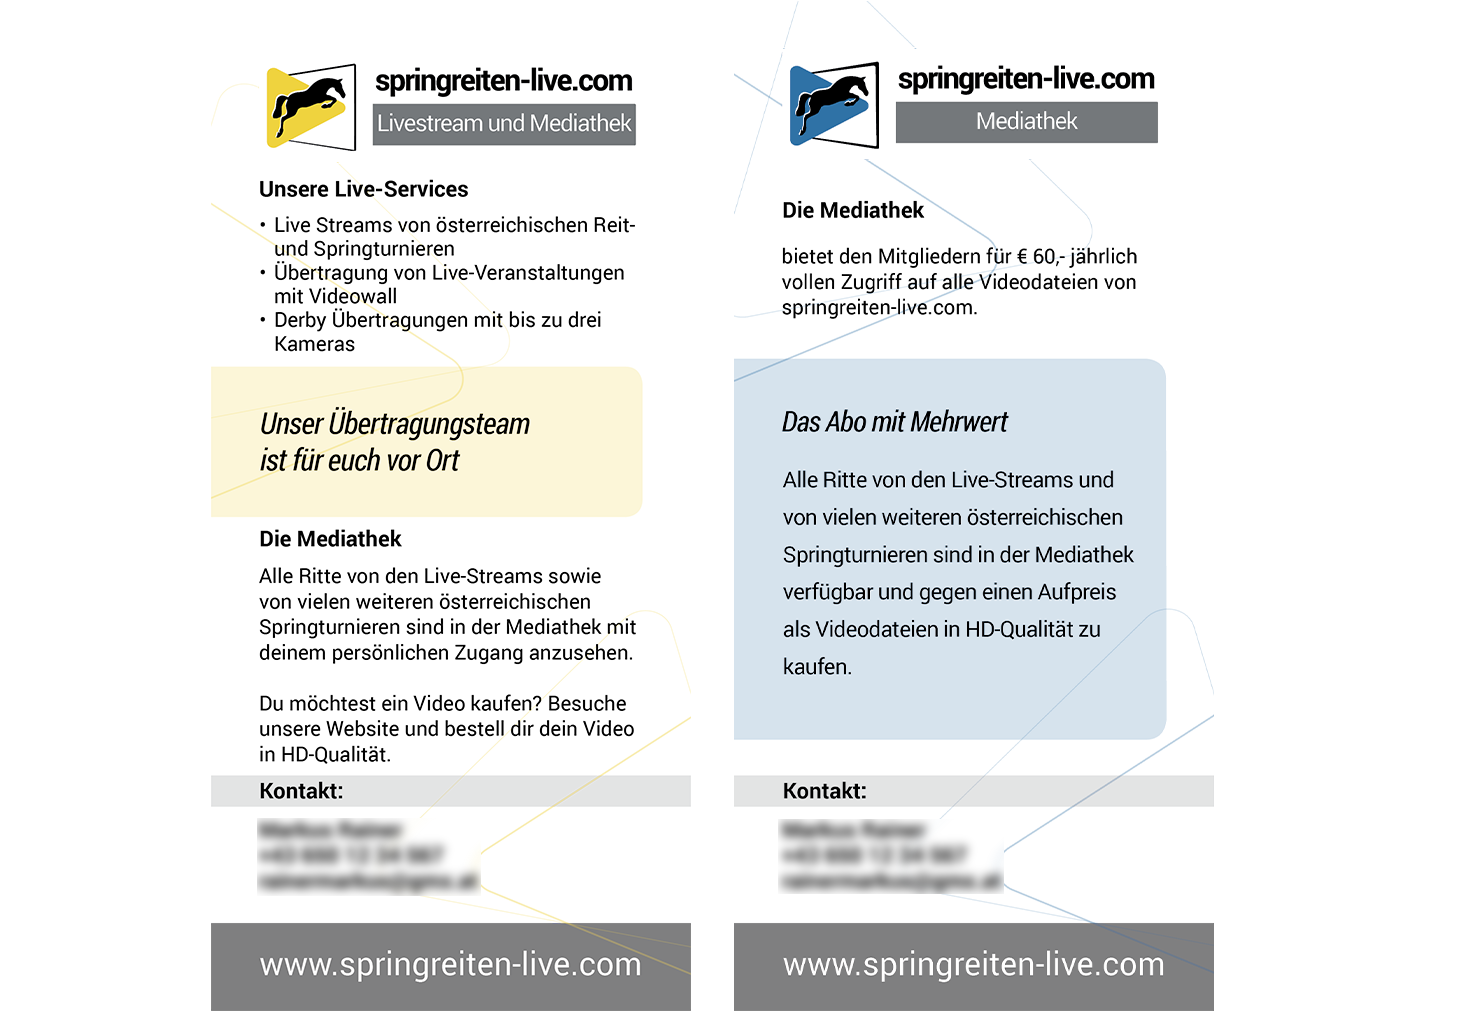 springreiten-live.com
Livestream und Mediathek
Unsere Live-Services
• Live Streams von österreichischen Reit-
und Springturnieren
• Übertragung von Live-Veranstaltungen
mit Videowall
• Derby Übertragungen mit bis zu drei
Kameras
Unser Übertragungsteam
ist für euch vor Ort
Die Mediathek
Alle Ritte von den Live-Streams sowie
von vielen weiteren österreichischen
Springturnieren sind in der Mediathek mit
deinem persönlichen Zugang anzusehen.
Du möchtest ein Video kaufen? Besuche
unsere Website und bestell dir dein Video
in HD-Qualität.
Kontakt:
www.springreiten-live.com
springreiten-live.com
Mediathek
Die Mediathek
bietet den Mitgliedern für € 60,- jährlich
vollen Zugriff auf alle Videodateien von
springreiten-live.com.
Das Abo mit Mehrwert
Alle Ritte von den Live-Streams und
von vielen weiteren österreichischen
Springturnieren sind in der Mediathek
verfügbar und gegen einen Aufpreis
als Videodateien in HD-Qualität zu
kaufen.
Kontakt:
www.springreiten-live.com